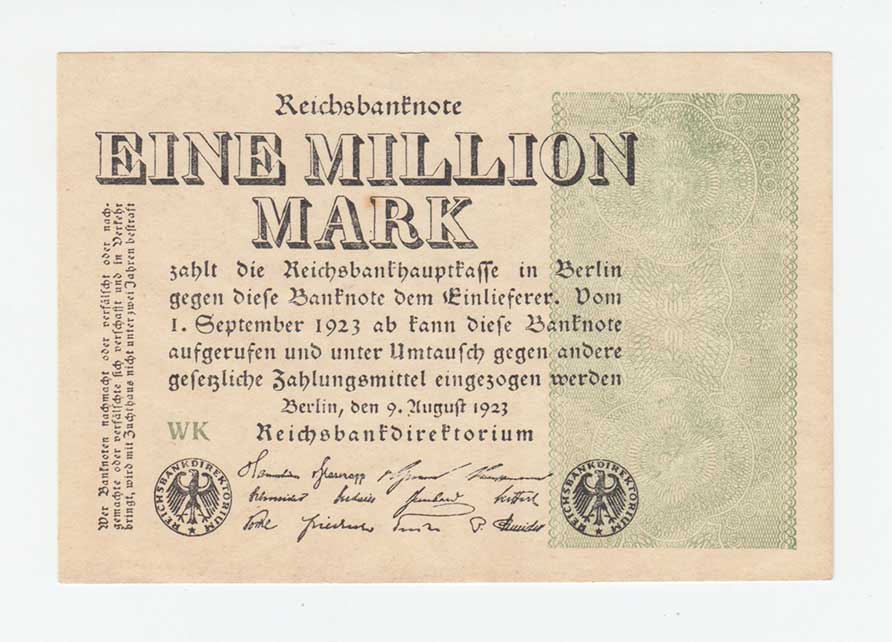 Reichsbanknote
EINE MILLION
MARK
zahlt die Reichsbankhauptkasse in Berlin
gegen diese Banknote dem Einlieferer. Vom
1. September 1923 ab kann diese Banknote
aufgerufen und unter Umtausch gegen andere
gesetzliche Zahlungsmittel eingezogen werden
Berlin, den 9. August 1923
WK Reichsbankdirektorium
REICHSBANKDIREKTORIUM
REICHSBANKDIREKTORIUM
Wer Banknoten nachmacht oder verfälscht oder nach-
gemachte oder verfälschte sich verschafft und in Verkehr
bringt, wird mit Zuchthaus nicht unter zwei Jahren bestraft